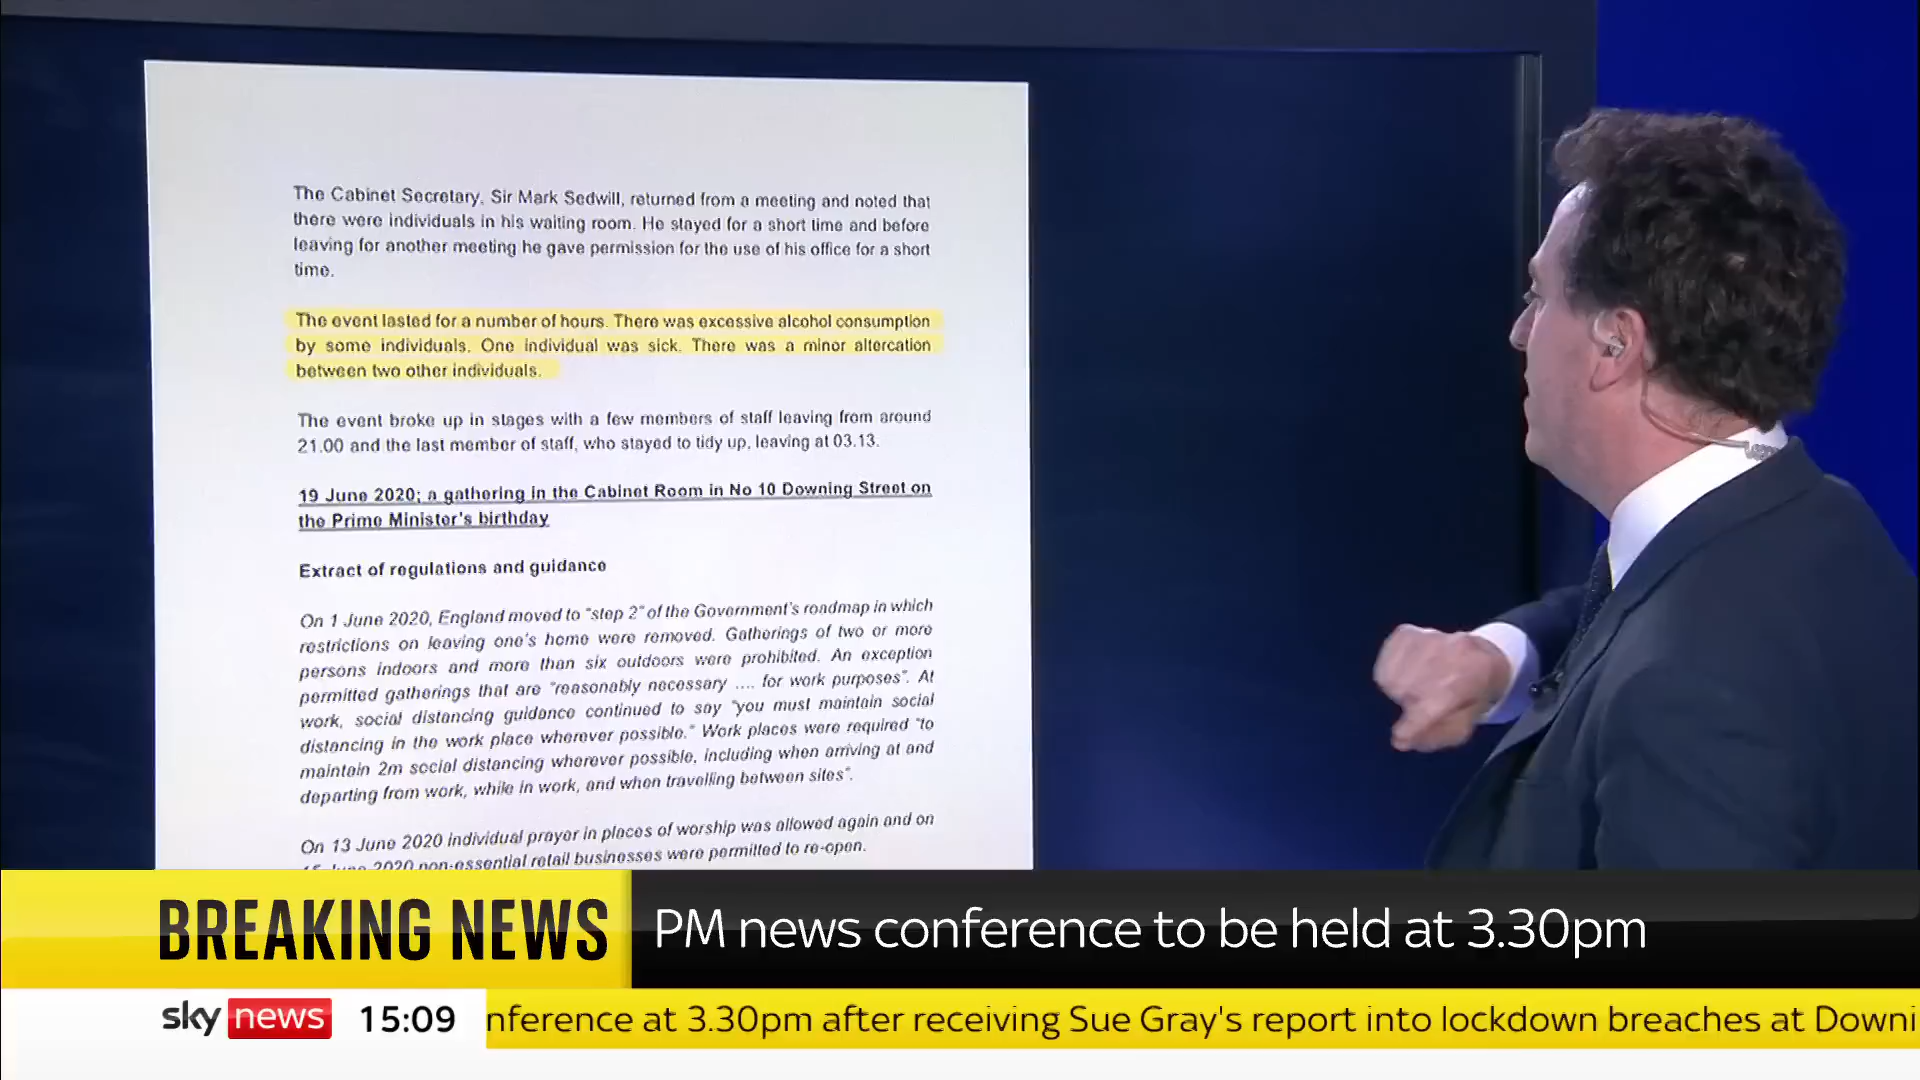 The Cabinet Secretary, Sir Mark Sedwill, returned from a meeting and noted that
there were individuals in his waiting room. He stayed for a short time and before
leaving for another meeting he gave permission for the use of his office for a short
time.
The event lasted for a number of hours. There was excessive alcohol consumption
by some individuals. One individual was sick. There was a minor altercation
between two other individuals.
The event broke up in stages with a few members of staff leaving from around
21.00 and the last member of staff, who stayed to tidy up, leaving at 03.13.
19 June 2020; a gathering in the Cabinet Room in No 10 Downing Street on
the Prime Minister's birthday
Extract of regulations and guidance
On 1 June 2020, England moved to "step 2" of the Government's roadmap in which
restrictions on leaving one's home were removed. Gatherings of two or more
persons indoors and more than six outdoors were prohibited. An exception
permitted gatherings that are "reasonably necessary .... for work purposes". At
work, social distancing guidance continued to say "you must maintain social
distancing in the work place wherever possible." Work places were required "to
maintain 2m social distancing wherever possible, including when arriving at and
departing from work, while in work, and when travelling between sites".
On 13 June 2020 individual prayer in places of worship was allowed again and on
15 June 2020 non-essential retail businesses were permitted to re-open.
BREAKING NEWS
PM news conference to be held at 3.30pm
sky news 15:09 nference at 3.30pm after receiving Sue Gray's report into lockdown breaches at Downi